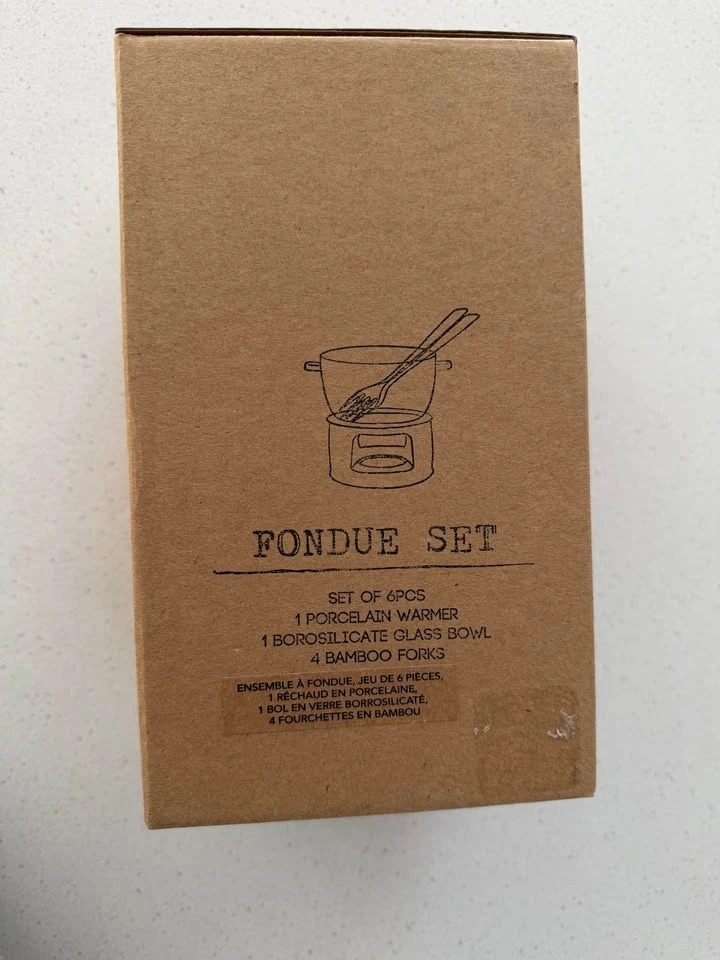 FONDUE SET
SET OF 6PCS
1 PORCELAIN WARMER
1 BOROSILICATE GLASS BOWL
4 BAMBOO FORKS
ENSEMBLE À FONDUE, JEU DE 6 PIÈCES,
1 RÉCHAUD EN PORCELAINE,
1 BOL EN VERRE BORROSILICATÉ,
4 FOURCHETTES EN BAMBOU